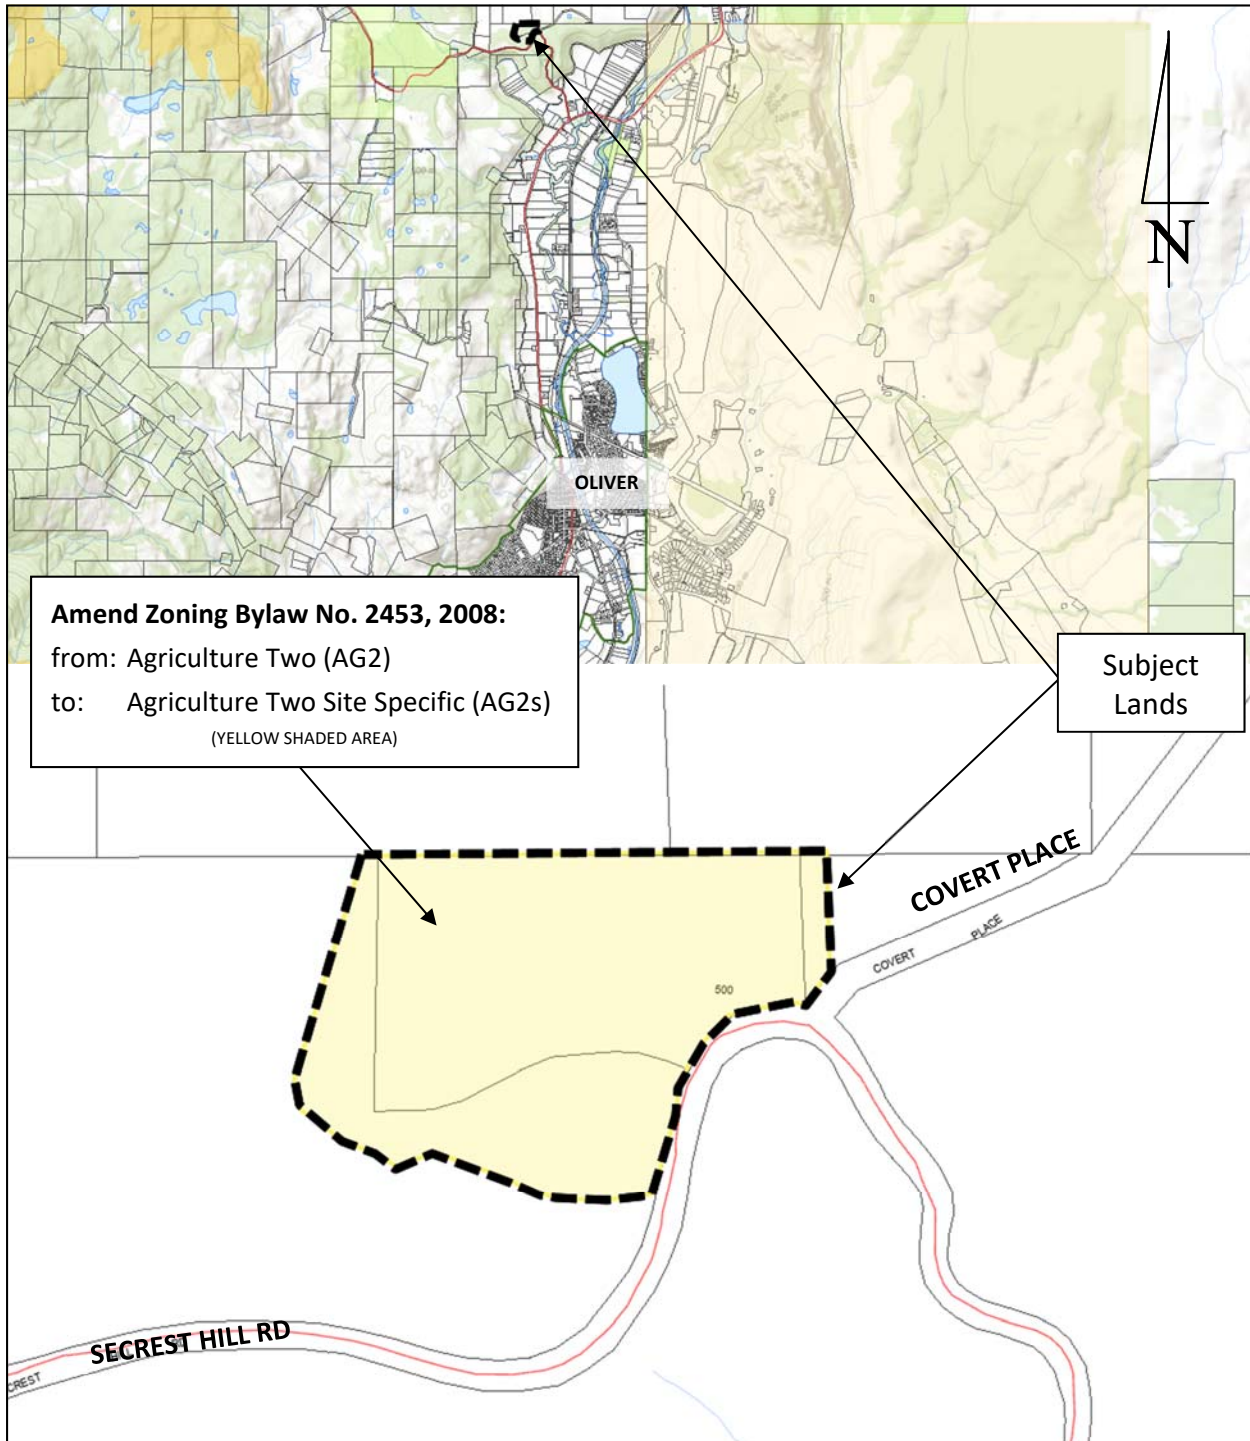 N
OLIVER
Amend Zoning Bylaw No. 2453, 2008:
from: Agriculture Two (AG2)
to: Agriculture Two Site Specific (AG2s)
(YELLOW SHADED AREA)
Subject
Lands
COVERT PLACE
COVERT PLACE
500
SECREST HILL RD
CREST